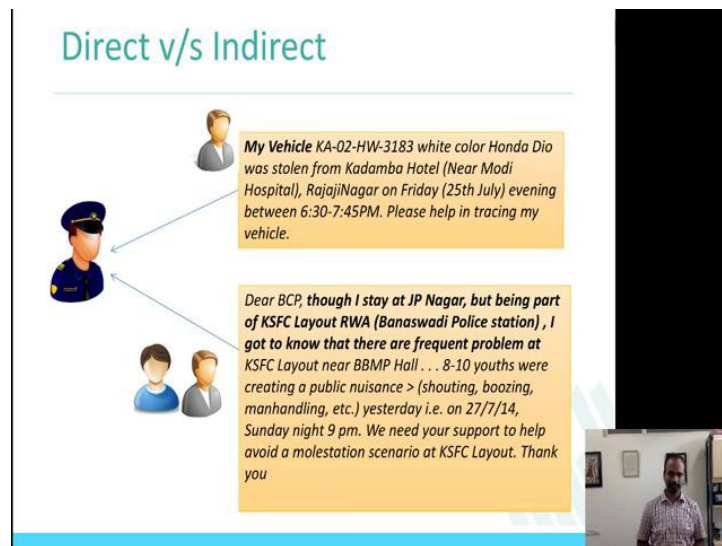 Direct v/s Indirect
My Vehicle KA-02-HW-3183 white color Honda Dio
was stolen from Kadamba Hotel (Near Modi
Hospital), RajajiNagar on Friday (25th July) evening
between 6:30-7:45PM. Please help in tracing my
vehicle.
Dear BCP, though I stay at JP Nagar, but being part
of KSFC Layout RWA (Banaswadi Police station) , I
got to know that there are frequent problem at
KSFC Layout near BBMP Hall . . . 8-10 youths were
creating a public nuisance > (shouting, boozing,
manhandling, etc.) yesterday i.e. on 27/7/14,
Sunday night 9 pm. We need your support to help
avoid a molestation scenario at KSFC Layout. Thank
you